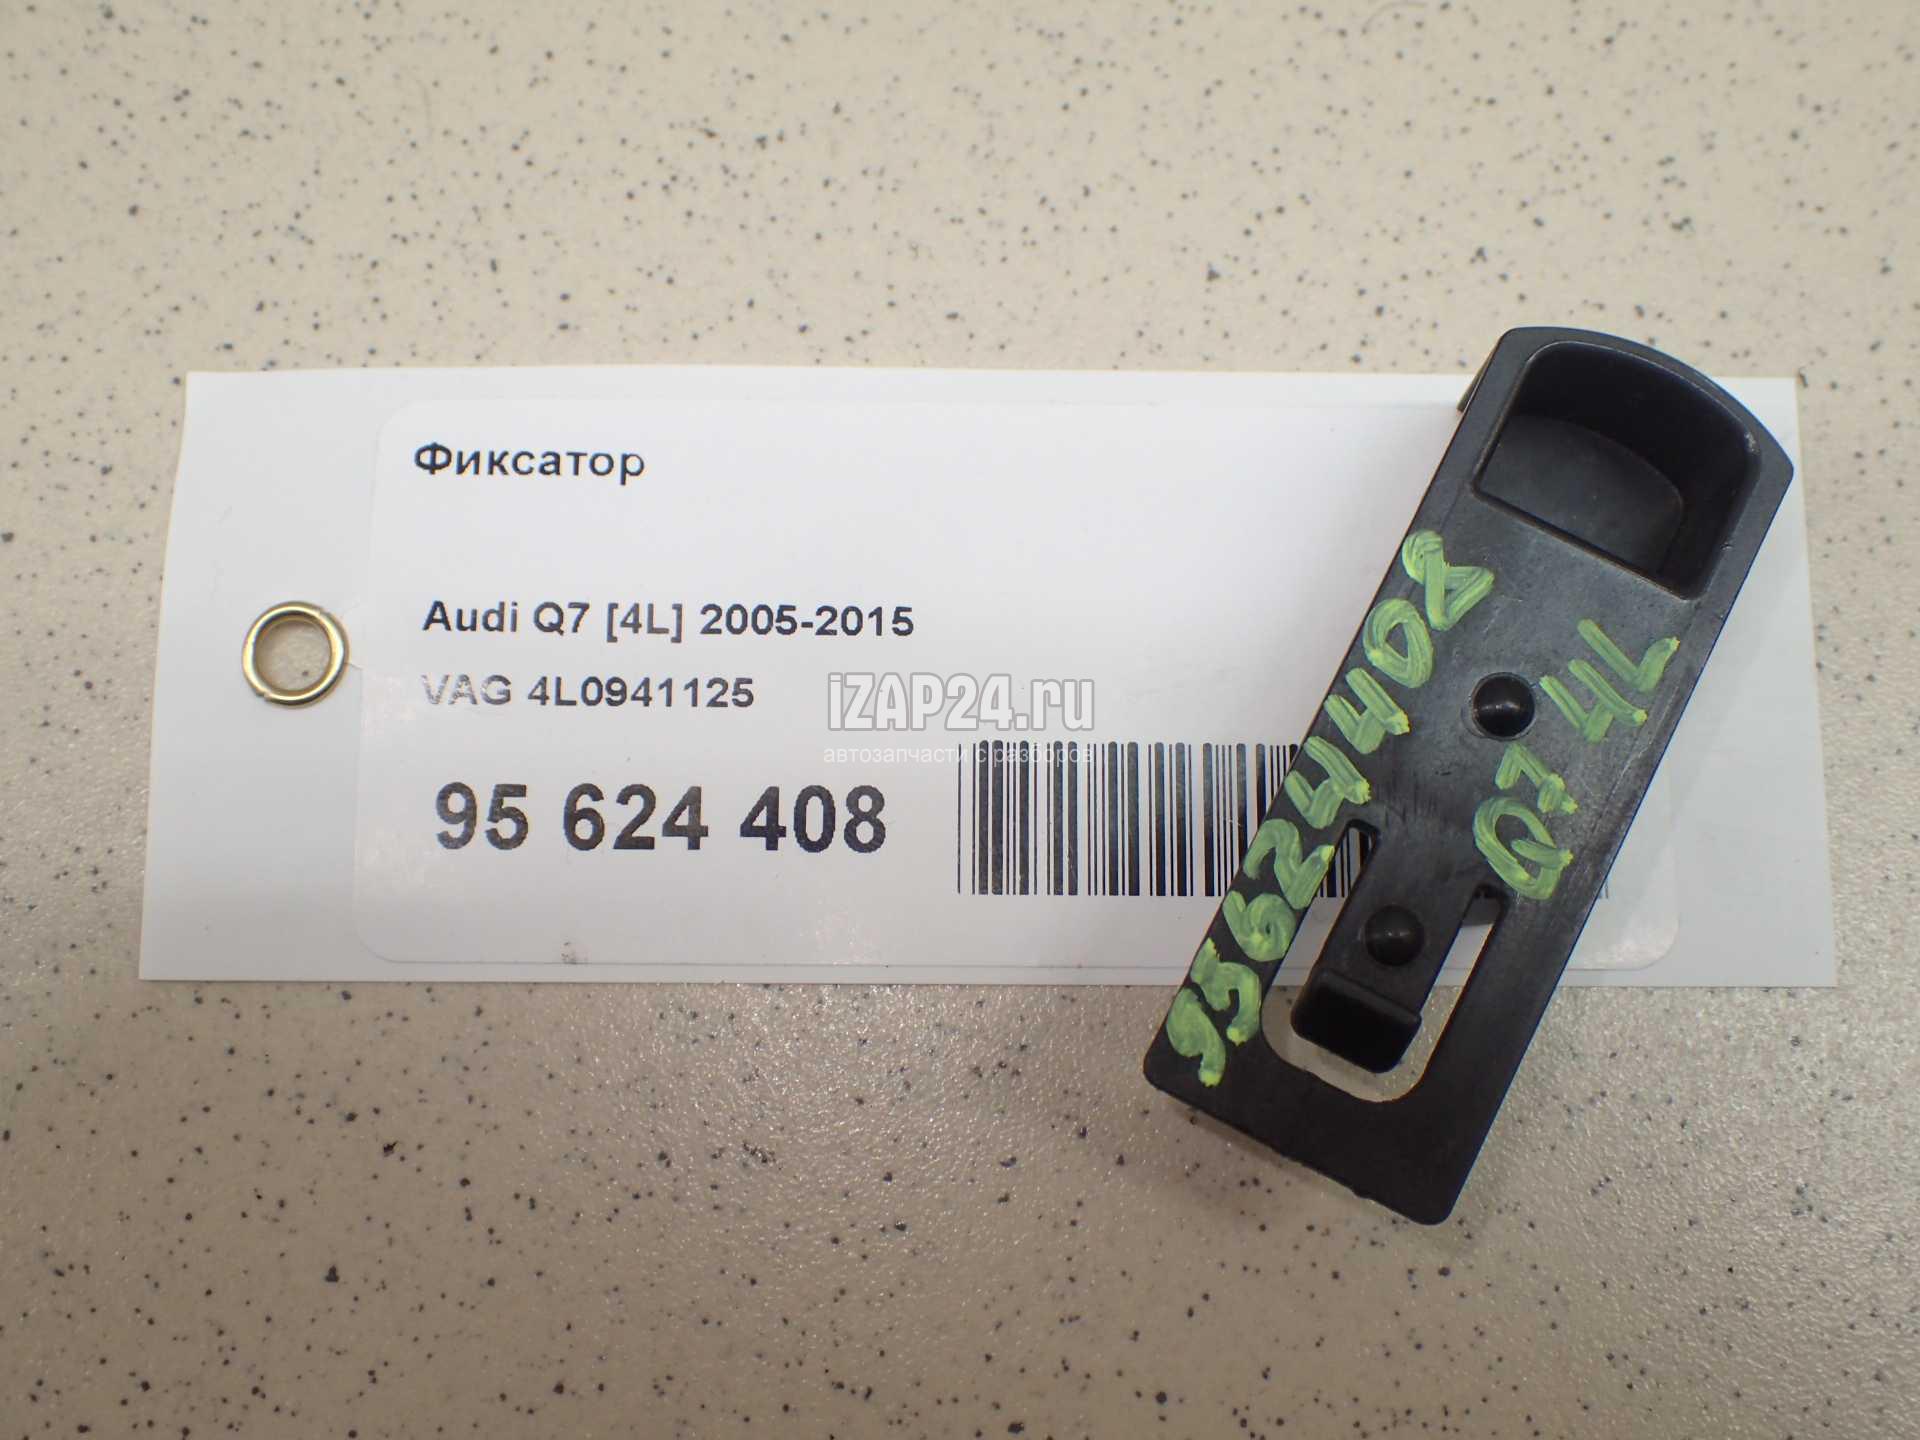 Фиксатор
Audi Q7 [4L] 2005-2015
VAG 4L0941125
iZAP24.ru
автозапчасти с разборов
95 624 408
95624408
Q7 4L